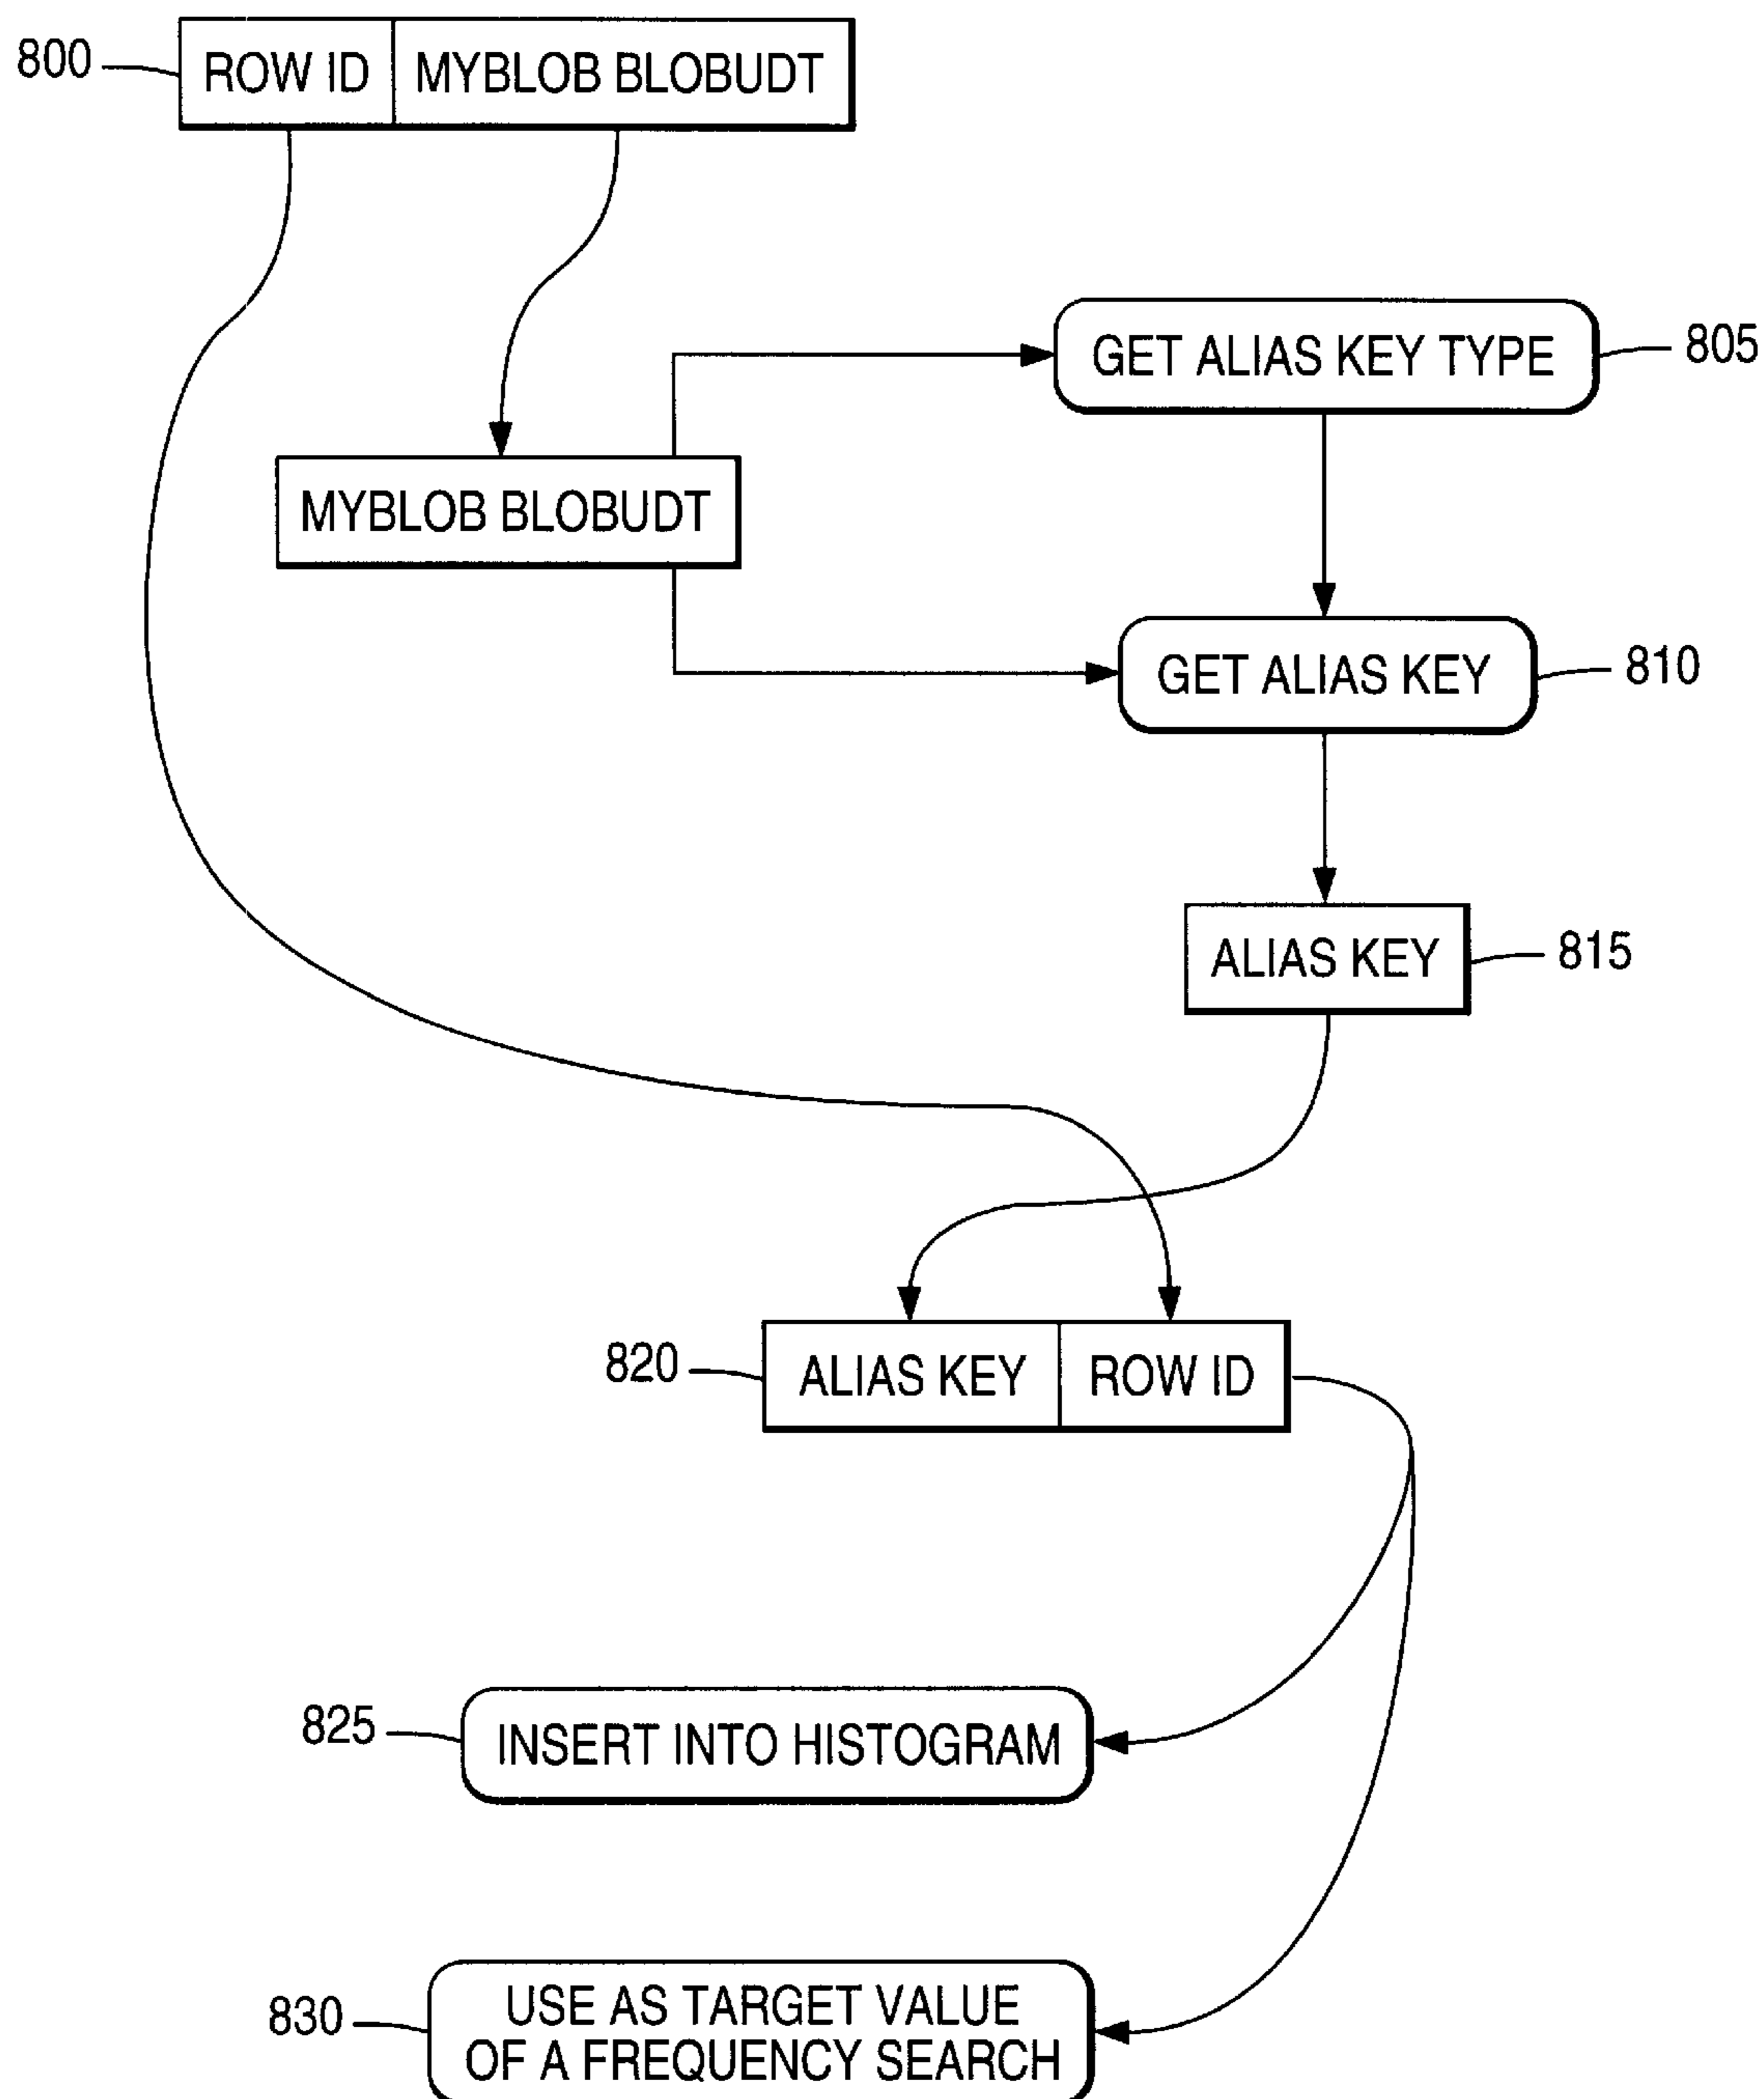 800
ROW ID
MYBLOB BLOBUDT
GET ALIAS KEY TYPE
805
MYBLOB BLOBUDT
GET ALIAS KEY
810
ALIAS KEY
815
820
ALIAS KEY
ROW ID
825
INSERT INTO HISTOGRAM
830
USE AS TARGET VALUE
OF A FREQUENCY SEARCH